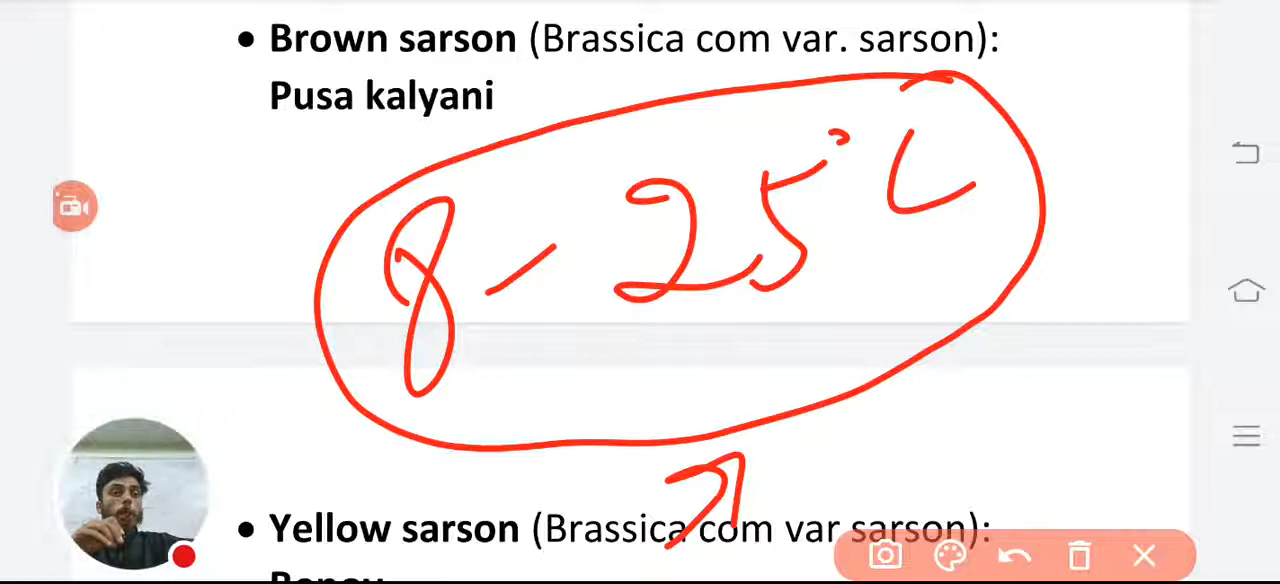 • Brown sarson (Brassica com var. sarson):
Pusa kalyani
8 - 25°C
• Yellow sarson (Brassica com var sarson):